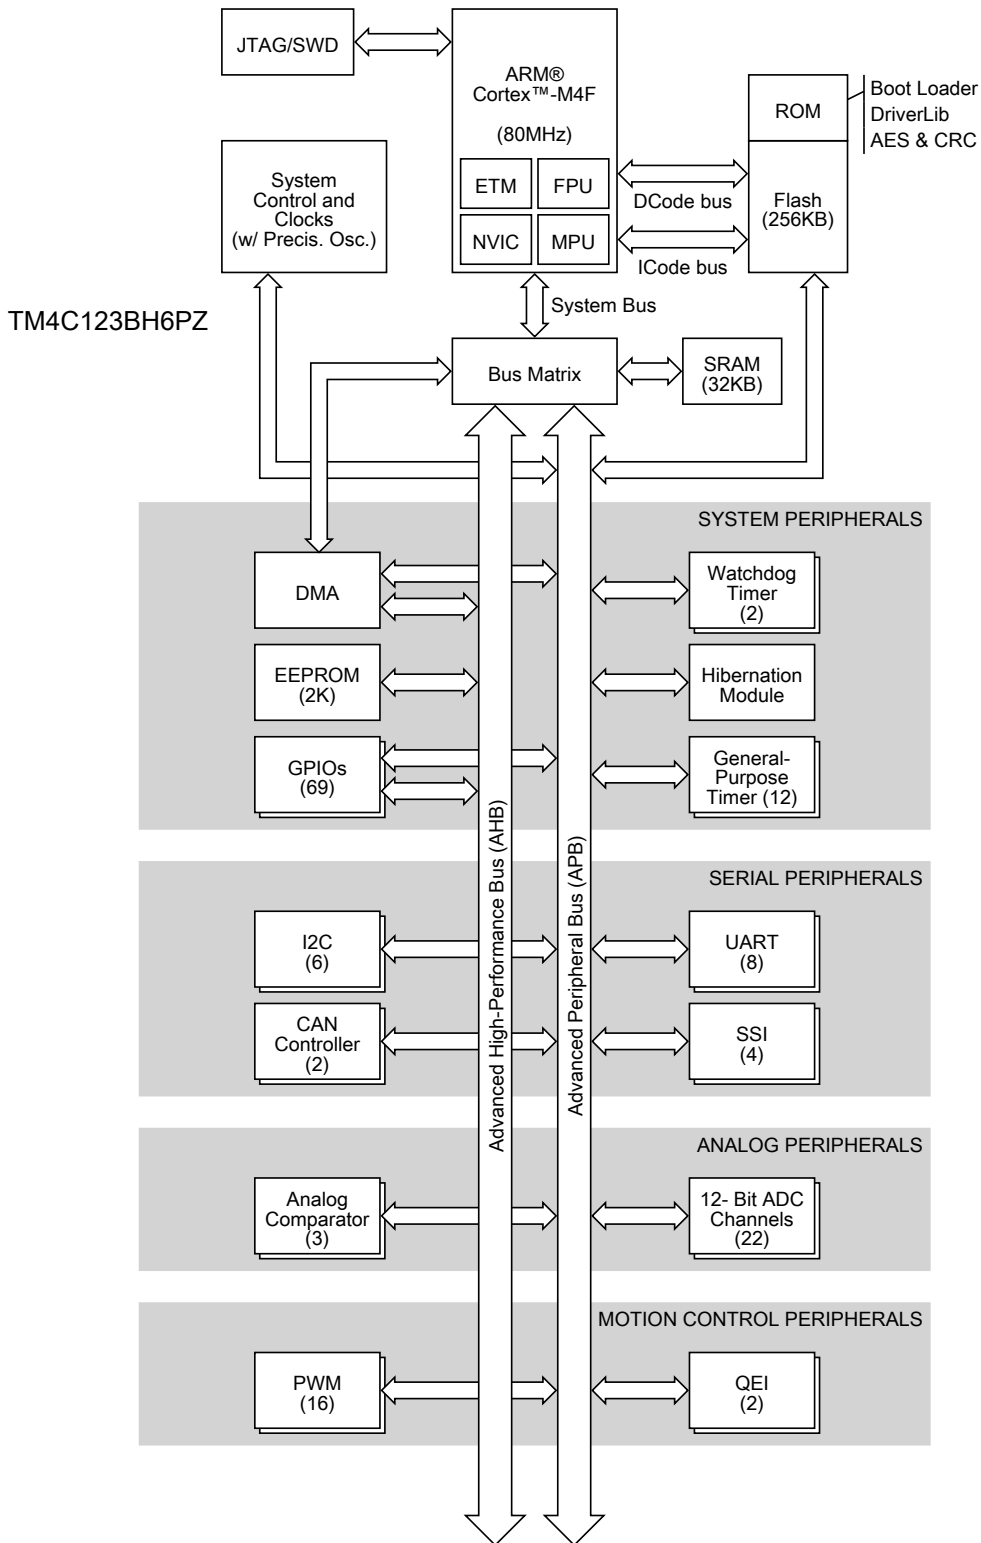 JTAG/SWD
ARM®
Cortex™-M4F
(80MHz)
ETM
FPU
NVIC
MPU
ROM
Boot Loader
DriverLib
AES & CRC
Flash
(256KB)
DCode bus
ICode bus
System
Control and
Clocks
(w/ Precis. Osc.)
TM4C123BH6PZ
System Bus
Bus Matrix
SRAM
(32KB)
SYSTEM PERIPHERALS
DMA
Watchdog
Timer
(2)
EEPROM
(2K)
Hibernation
Module
GPIOs
(69)
General-
Purpose
Timer (12)
Advanced High-Performance Bus (AHB)
Advanced Peripheral Bus (APB)
SERIAL PERIPHERALS
I2C
(6)
UART
(8)
CAN
Controller
(2)
SSI
(4)
ANALOG PERIPHERALS
Analog
Comparator
(3)
12- Bit ADC
Channels
(22)
MOTION CONTROL PERIPHERALS
PWM
(16)
QEI
(2)